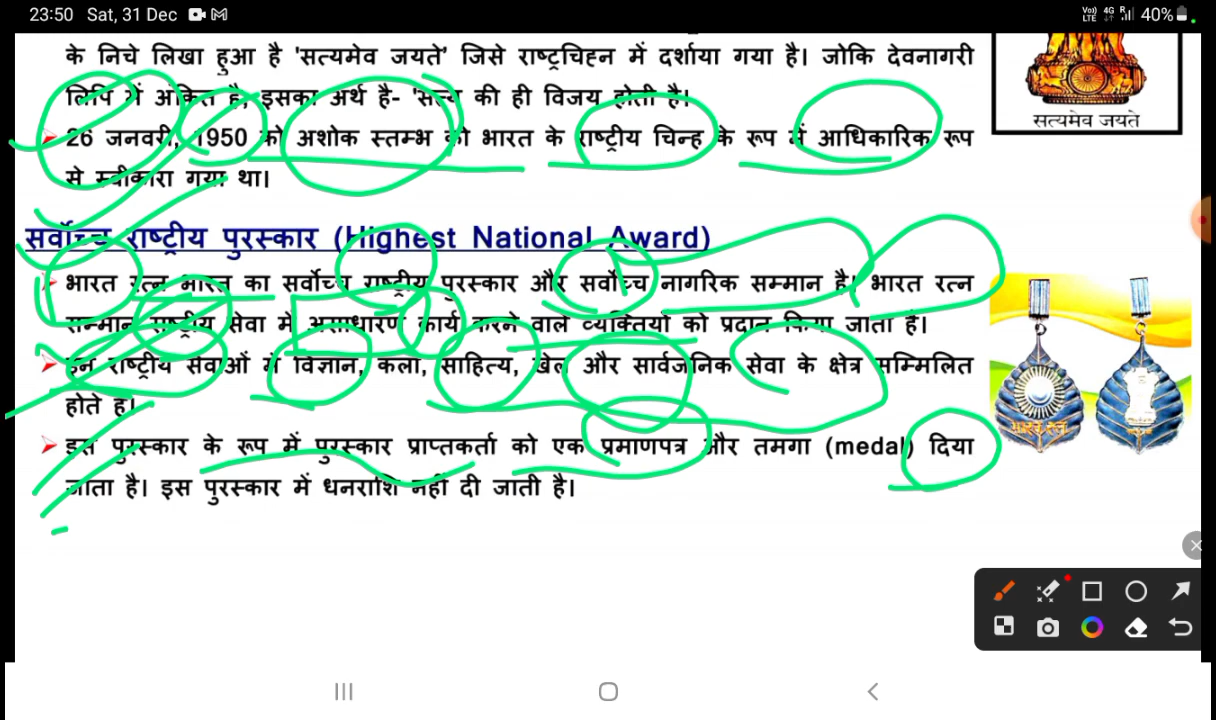 23:50 Sat, 31 Dec
Vo)) LTE 4G R 40%
के निचे लिखा हुआ है 'सत्यमेव जयते' जिसे राष्ट्रचिह्न में दर्शाया गया है। जोकि देवनागरी
लिपि में अंकित है, इसका अर्थ है- 'सत्य की ही विजय होती है।
सत्यमेव जयते
26 जनवरी, 1950 को अशोक स्तम्भ को भारत के राष्ट्रीय चिन्ह के रूप में आधिकारिक रूप
से स्वीकारा गया था।
सर्वोच्च राष्ट्रीय पुरस्कार (Highest National Award)
भारत रत्न भारत का सर्वोच्च राष्ट्रीय पुरस्कार और सर्वोच्च नागरिक सम्मान है। भारत रत्न
सम्मान राष्ट्रीय सेवा में असाधारण कार्य करने वाले व्यक्तियों को प्रदान किया जाता है।
इन राष्ट्रीय सेवाओं में विज्ञान, कला, साहित्य, खेल और सार्वजनिक सेवा के क्षेत्र सम्मिलित
होते है।
इस पुरस्कार के रूप में पुरस्कार प्राप्तकर्ता को एक प्रमाणपत्र और तमगा (medal) दिया
जाता है। इस पुरस्कार में धनराशि नहीं दी जाती है।
भारत रत्न